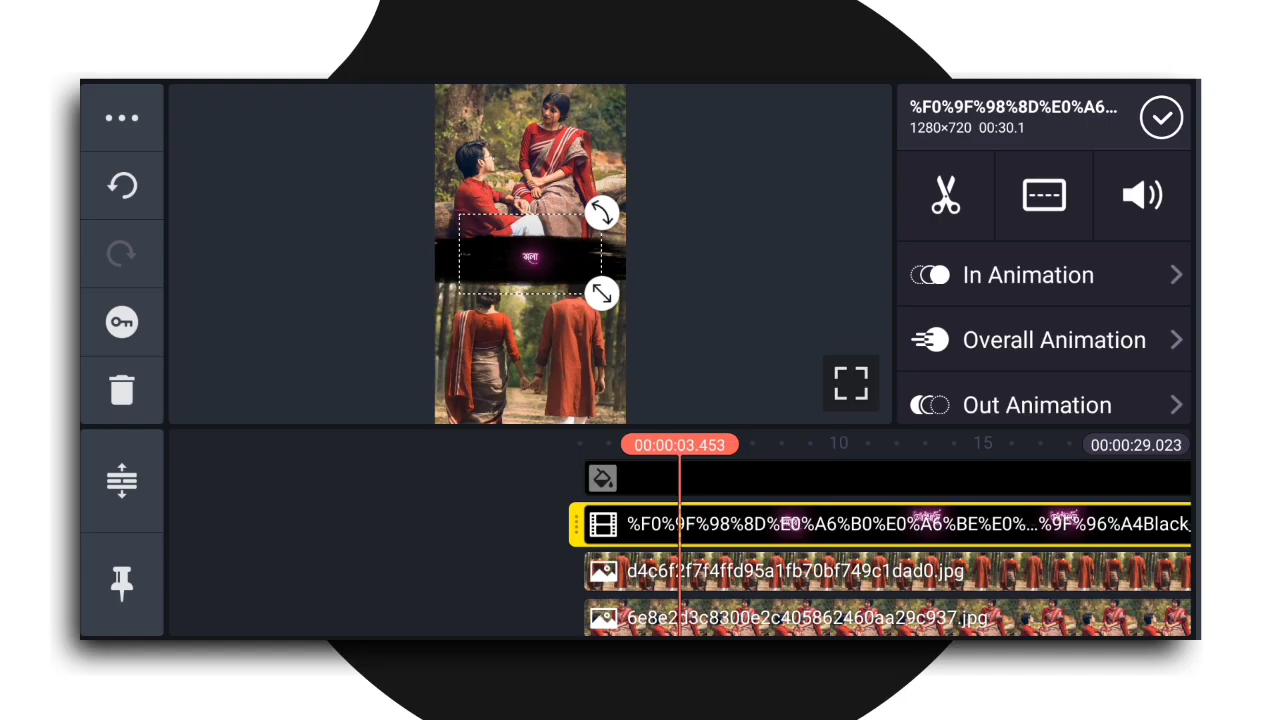 %F0%9F%98%8D%E0%A6...
1280×720 00:30.1
In Animation
Overall Animation
Out Animation
00:00:03.453
10
15
00:00:29.023
%F0%9F%98%8D%E0%A6%B0%E0%A6%BE%E0%...%9F%96%A4Black
d4c6f2f7f4ffd95a1fb70bf749c1dad0.jpg
6e8e2d3c8300e2c405862460aa29c937.jpg